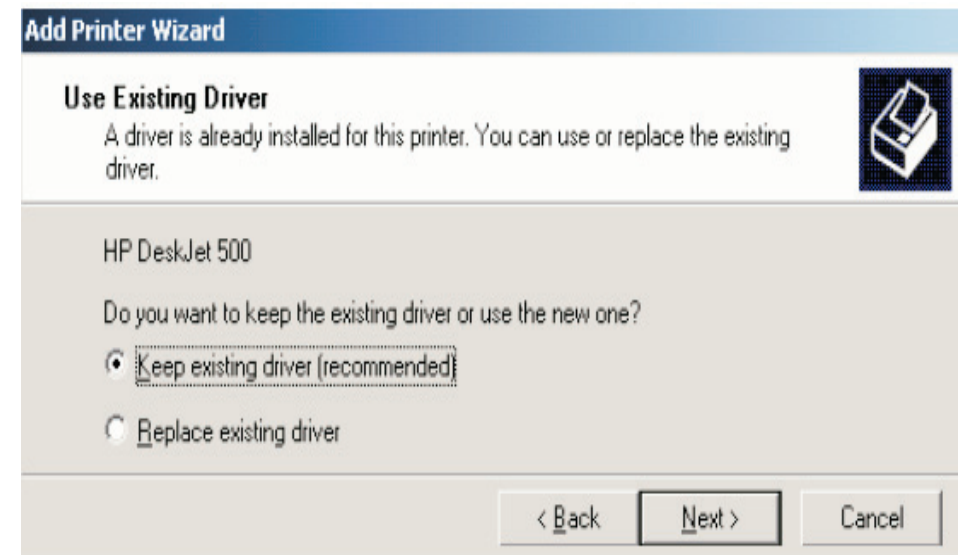 Add Printer Wizard
Use Existing Driver
A driver is already installed for this printer. You can use or replace the existing
driver.
HP DeskJet 500
Do you want to keep the existing driver or use the new one?
Keep existing driver (recommended)
Replace existing driver
< Back Next > Cancel